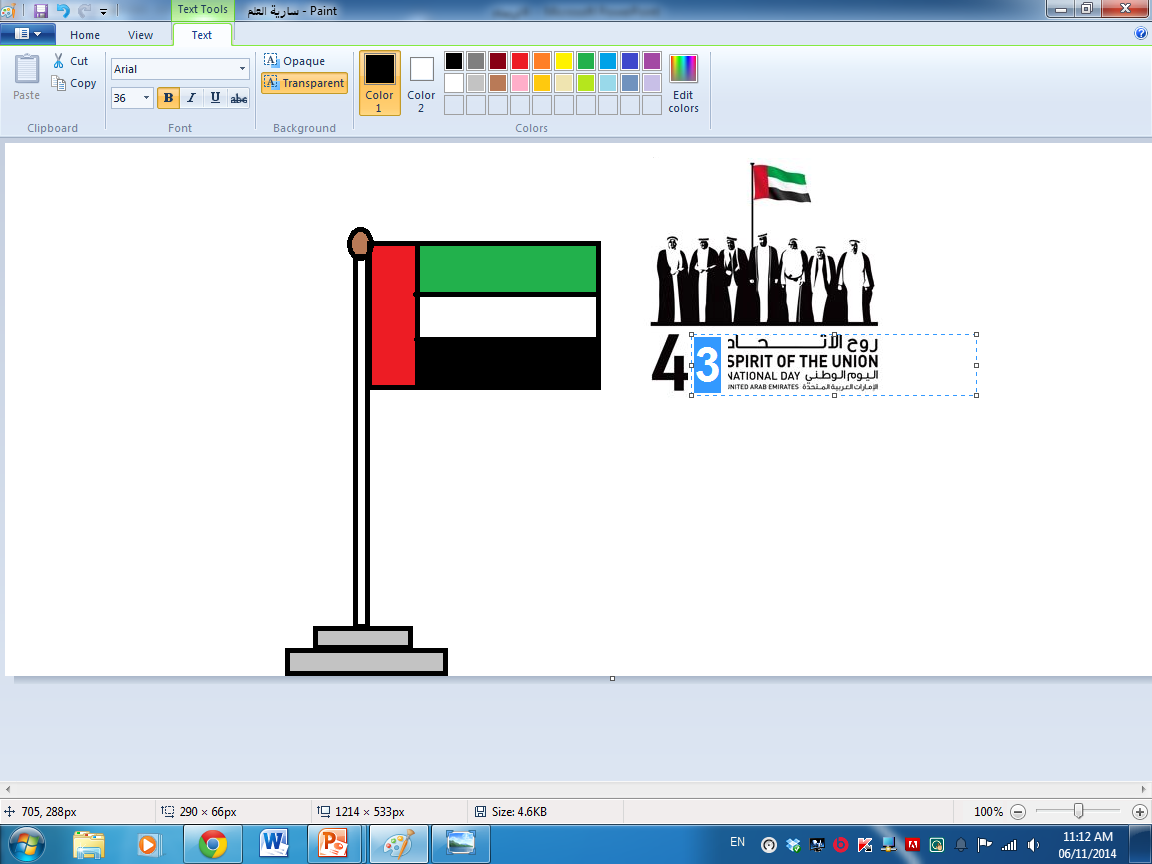 Text Tools
سارية العلم - Paint
Home
View
Text
Paste
Cut
Copy
Clipboard
Arial
36
B I U abc
Font
Opaque
Transparent
Background
Color 1
Color 2
Edit colors
Colors
43
روح الأتـــحـــاد
SPIRIT OF THE UNION
NATIONAL DAY اليوم الوطني
UNITED ARAB EMIRATES الإمارات العربية المتحدة
705, 288px
290 × 66px
1214 × 533px
Size: 4.6KB
100%
EN
11:12 AM
06/11/2014